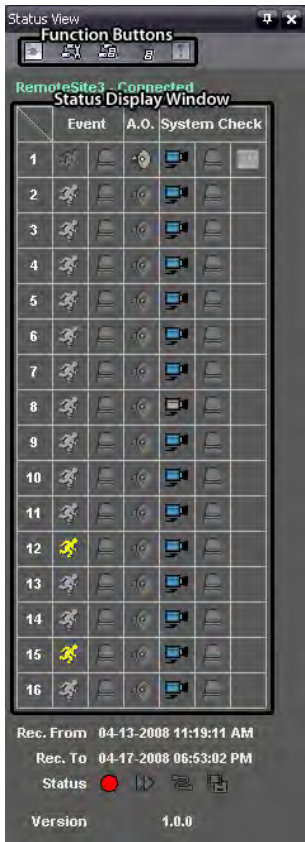 Status View
Function Buttons
RemoteSite3 - Connected
Status Display Window
Event A.O. System Check
1
2
3
4
5
6
7
8
9
10
11
12
13
14
15
16
Rec. From 04-13-2008 11:19:11 AM
Rec. To 04-17-2008 06:53:02 PM
Status
Version 1.0.0